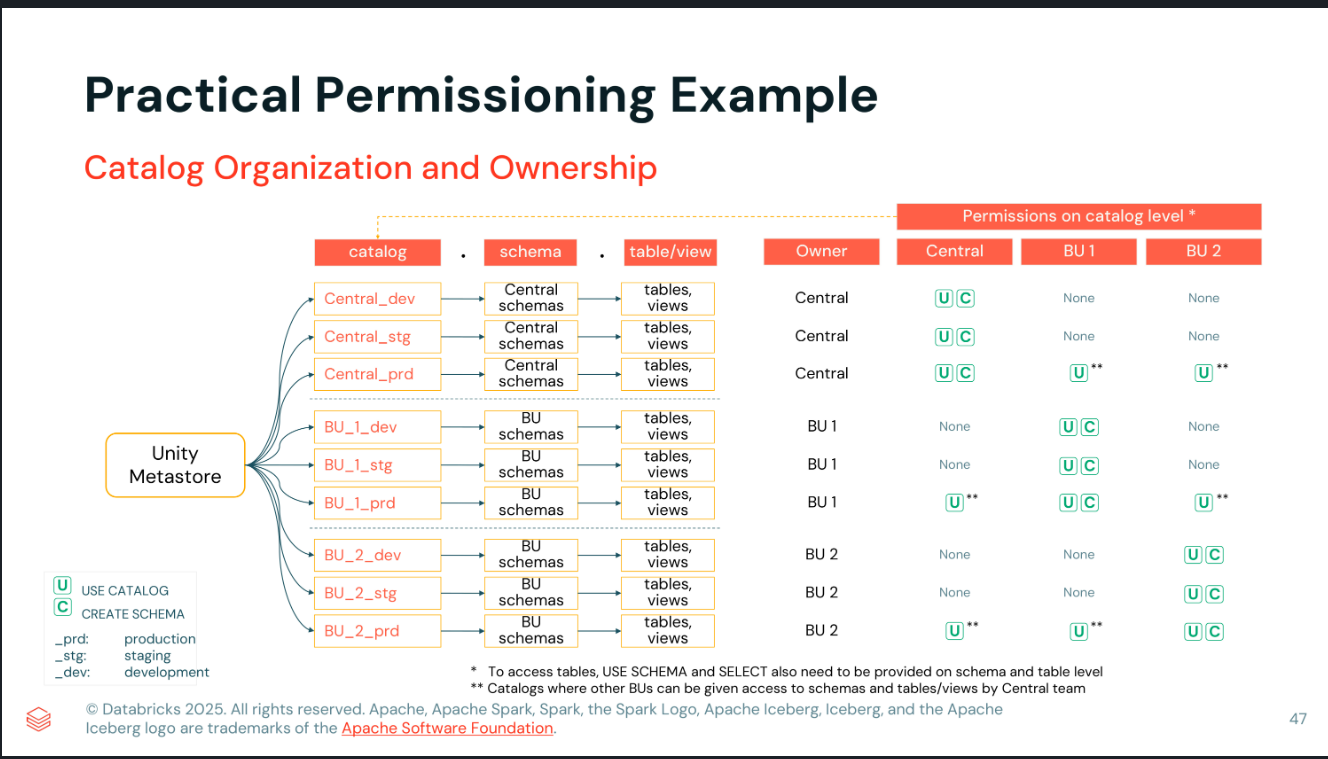 Practical Permissioning Example
Catalog Organization and Ownership
Permissions on catalog level *
catalog . schema . table/view Owner Central BU 1 BU 2
Central_dev Central schemas tables, views Central U C None None
Central_stg Central schemas tables, views Central U C None None
Central_prd Central schemas tables, views Central U C U ** U **
BU_1_dev BU schemas tables, views BU 1 None U C None
BU_1_stg BU schemas tables, views BU 1 None U C None
BU_1_prd BU schemas tables, views BU 1 U ** U C U **
Unity
Metastore
BU_2_dev BU schemas tables, views BU 2 None None U C
BU_2_stg BU schemas tables, views BU 2 None None U C
BU_2_prd BU schemas tables, views BU 2 U ** U ** U C
U USE CATALOG
C CREATE SCHEMA
_prd: production
_stg: staging
_dev: development
* To access tables, USE SCHEMA and SELECT also need to be provided on schema and table level
** Catalogs where other BUs can be given access to schemas and tables/views by Central team
© Databricks 2025. All rights reserved. Apache, Apache Spark, Spark, the Spark Logo, Apache Iceberg, Iceberg, and the Apache
Iceberg logo are trademarks of the Apache Software Foundation.
47